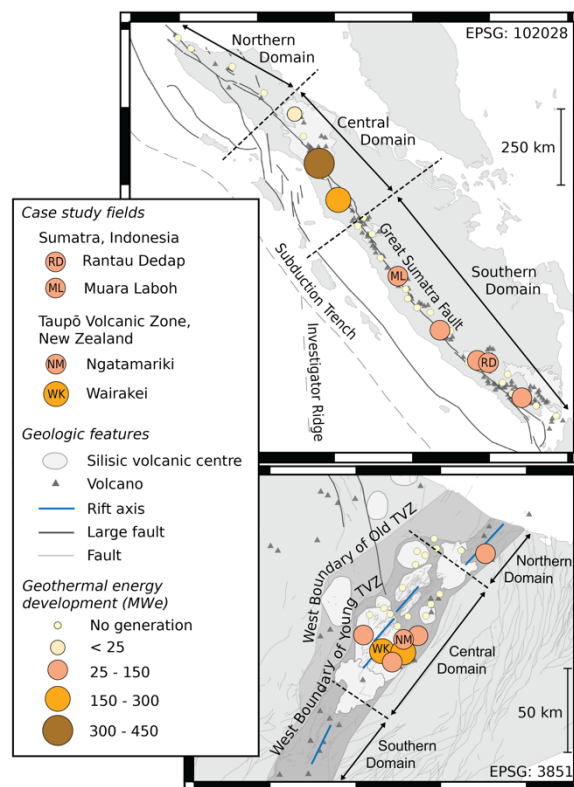 EPSG: 102028
Northern
Domain
Central
Domain
250 km
Great Sumatra Fault
Southern
Domain
Subduction Trench
Investigator Ridge
ML
RD
Case study fields
Sumatra, Indonesia
RD Rantau Dedap
ML Muara Laboh
Taupō Volcanic Zone,
New Zealand
NM Ngatamariki
WK Wairakei
Geologic features
Silisic volcanic centre
Volcano
Rift axis
Large fault
Fault
Geothermal energy
development (MWe)
No generation
< 25
25 - 150
150 - 300
300 - 450
West Boundary of Old TVZ
West Boundary of Young TVZ
Northern
Domain
NM
WK
Central
Domain
50 km
Southern
Domain
EPSG: 3851